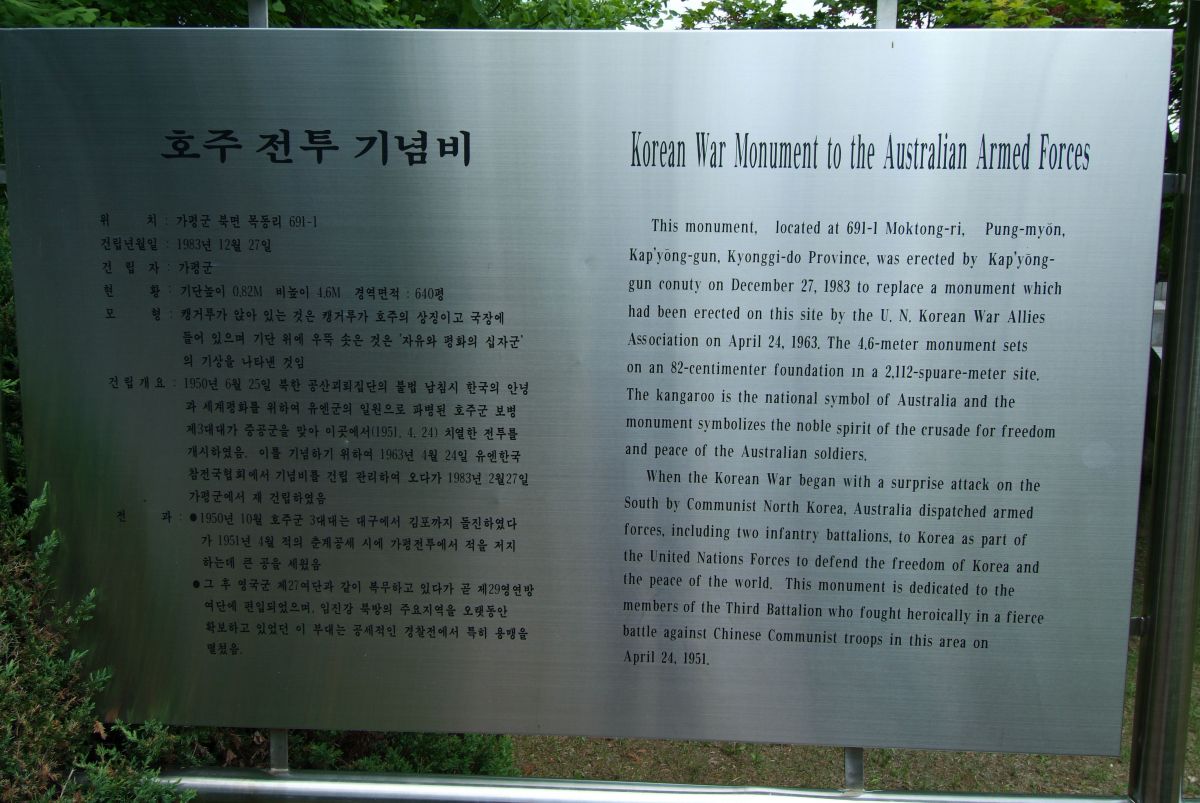 호주 전투 기념비
위 치 : 가평군 북면 목동리 691-1
건립년월일 : 1983년 12월 27일
건 립 자 : 가평군
현 황 : 기단높이 0.82M 비높이 4.6M 경역면적 : 640평
모 형 : 캥거루가 앉아 있는 것은 캥거루가 호주의 상징이고 국장에
들어 있으며 기단 위에 우뚝 솟은 것은 '자유와 평화의 십자군'
의 기상을 나타낸 것임
건립개요 : 1950년 6월 25일 북한 공산괴뢰집단의 불법 남침시 한국의 안녕
과 세계평화를 위하여 유엔군의 일원으로 파병된 호주군 보병
제3대대가 중공군을 맞아 이곳에서(1951. 4. 24) 치열한 전투를
개시하였음. 이를 기념하기 위하여 1963년 4월 24일 유엔한국
참전국협회에서 기념비를 건립 관리하여 오다가 1983년 2월27일
가평군에서 재 건립하였음
전 과 : ●1950년 10월 호주군 3대대는 대구에서 김포까지 돌진하였다
가 1951년 4월 적의 춘계공세 시에 가평전투에서 적을 저지
하는데 큰 공을 세웠음
●그 후 영국군 제27여단과 같이 복무하고 있다가 곧 제29영연방
여단에 편입되었으며, 임진강 북방의 주요지역을 오랫동안
확보하고 있었던 이 부대는 공세적인 경찰전에서 특히 용맹을
떨쳤음.
Korean War Monument to the Australian Armed Forces
This monument, located at 691-1 Moktong-ri, Pung-myŏn,
Kap'yŏng-gun, Kyonggi-do Province, was erected by Kap'yŏng-
gun conuty on December 27, 1983 to replace a monument which
had been erected on this site by the U. N. Korean War Allies
Association on April 24, 1963. The 4.6-meter monument sets
on an 82-centimenter foundation in a 2,112-spuare-meter site.
The kangaroo is the national symbol of Australia and the
monument symbolizes the noble spirit of the crusade for freedom
and peace of the Australian soldiers.
When the Korean War began with a surprise attack on the
South by Communist North Korea, Australia dispatched armed
forces, including two infantry battalions, to Korea as part of
the United Nations Forces to defend the freedom of Korea and
the peace of the world. This monument is dedicated to the
members of the Third Battalion who fought heroically in a fierce
battle against Chinese Communist troops in this area on
April 24, 1951.